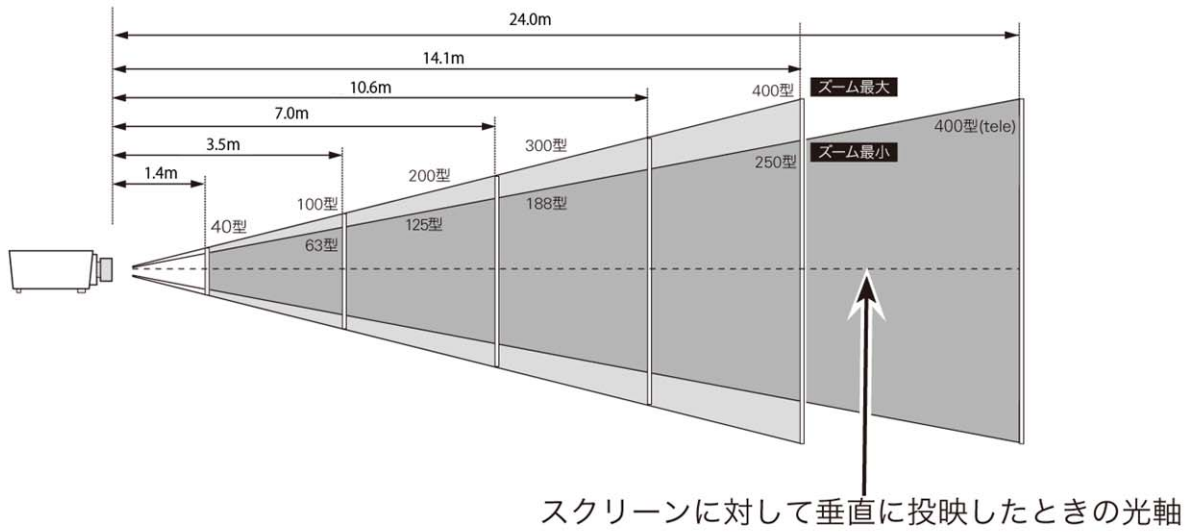 24.0m
14.1m
10.6m
7.0m
3.5m
1.4m
400型
ズーム最大
300型
400型(tele)
200型
250型
ズーム最小
100型
188型
40型
125型
63型
スクリーンに対して垂直に投映したときの光軸